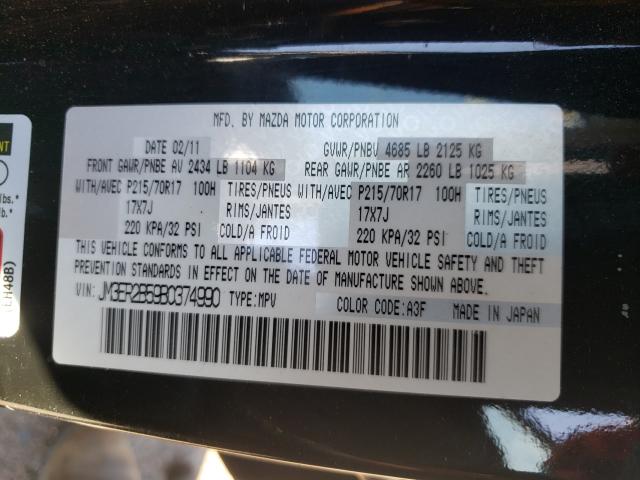 MFD. BY MAZDA MOTOR CORPORATION
DATE 02/11 GVWR/PNBV 4685 LB 2125 KG
FRONT GAWR/PNBE AV 2434 LB 1104 KG REAR GAWR/PNBE AR 2260 LB 1025 KG
WITH/AVEC P215/70R17 100H TIRES/PNEUS WITH/AVEC P215/70R17 100H TIRES/PNEUS
17X7J RIMS/JANTES 17X7J RIMS/JANTES
220 KPA/32 PSI COLD/A FROID 220 KPA/32 PSI COLD/A FROID
THIS VEHICLE CONFORMS TO ALL APPLICABLE FEDERAL MOTOR VEHICLE SAFETY AND THEFT
PREVENTION STANDARDS IN EFFECT ON THE DATE OF MANUFACTURE SHOWN ABOVE.
VIN: JM3ER2B59B0374990 TYPE: MPV COLOR CODE: A3F MADE IN JAPAN
lbs.*
lbs.
(EH48B)